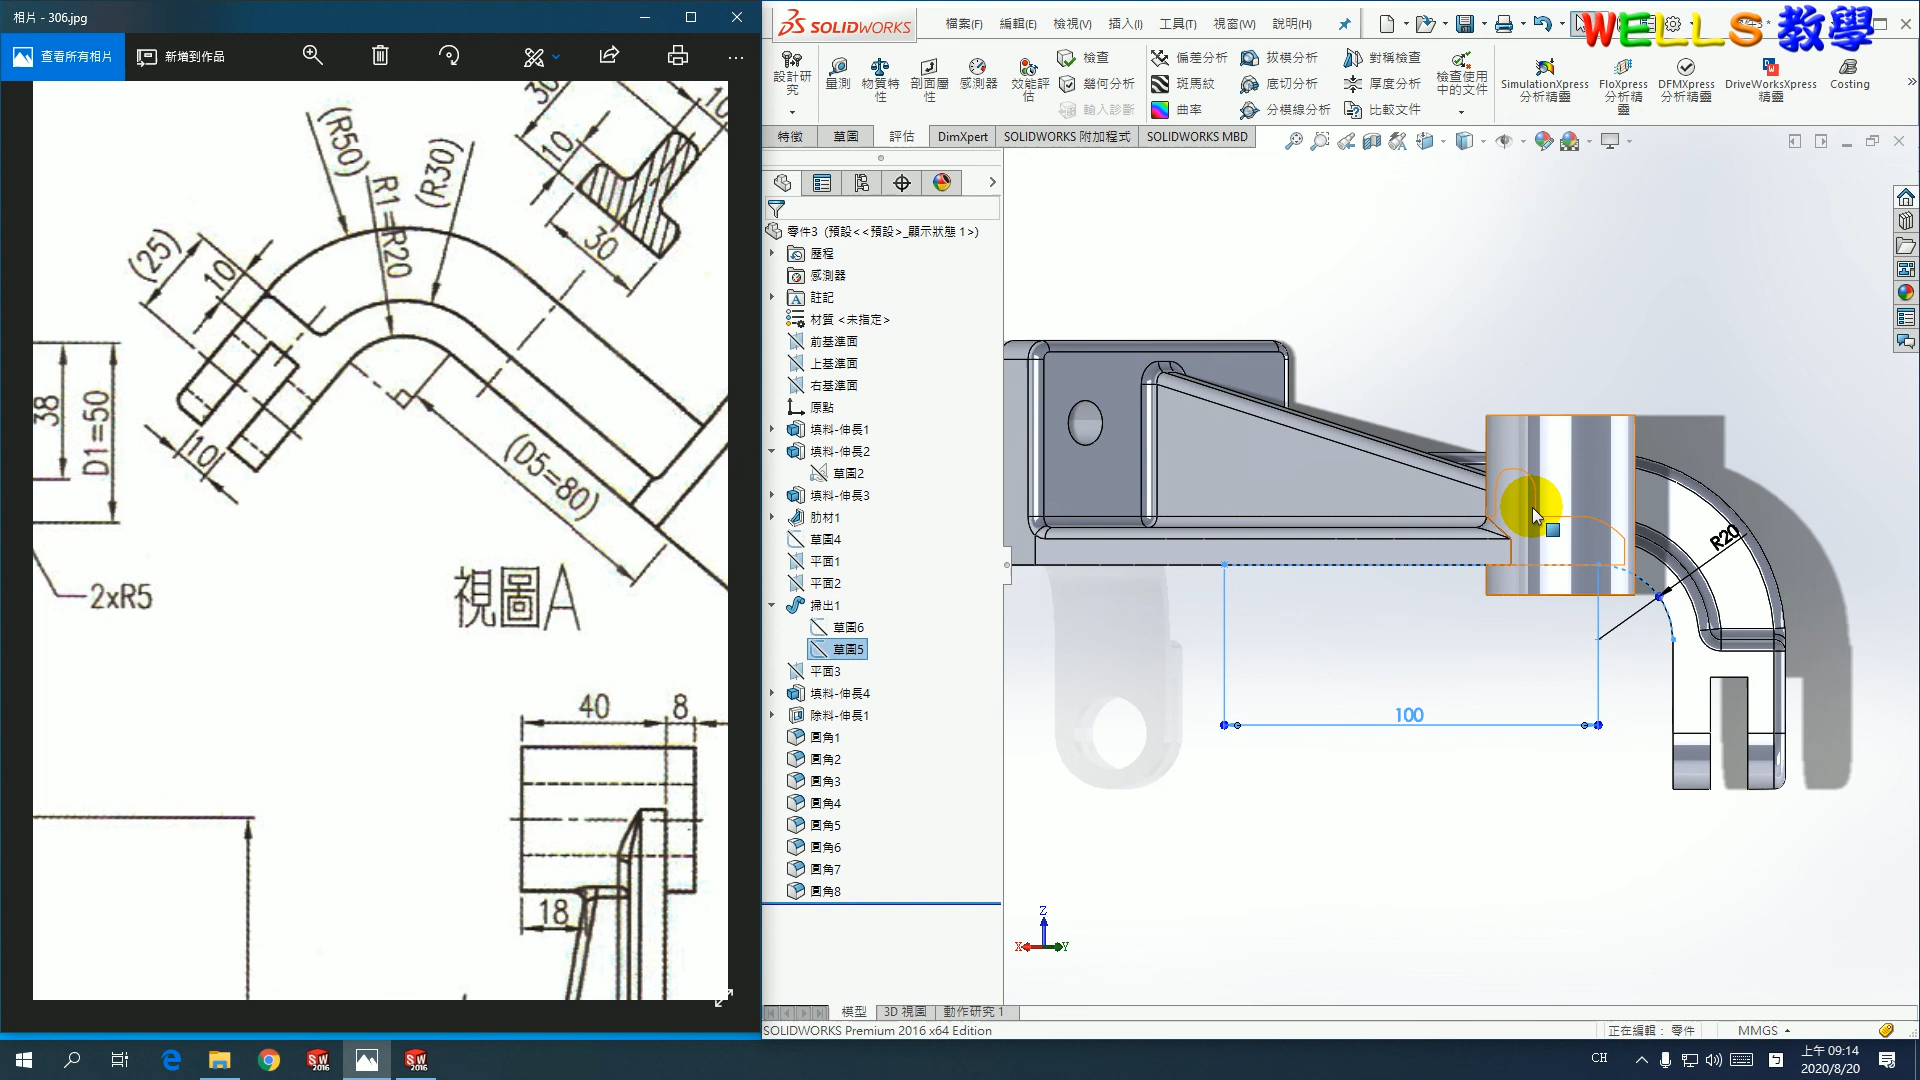 相片 - 306.jpg
查看所有相片
新增到作品
(R50)
R1=R20
(R30)
30
10
10
30
(25)
10
10
38
D1=50
(D5=80)
2xR5
視圖A
40
8
18
SOLIDWORKS
檔案(F)
編輯(E)
檢視(V)
插入(I)
工具(T)
視窗(W)
說明(H)
WELLS 教學
設計研究
量測
物質特性
剖面屬性
感測器
效能評估
檢查
幾何分析
輸入診斷
偏差分析
斑馬紋
曲率
拔模分析
底切分析
分模線分析
對稱檢查
厚度分析
比較文件
檢查使用中的文件
SimulationXpress 分析精靈
FloXpress 分析精靈
DFMXpress 分析精靈
DriveWorksXpress 精靈
Costing
特徵
草圖
評估
DimXpert
SOLIDWORKS 附加程式
SOLIDWORKS MBD
零件3 (預設<<預設>_顯示狀態 1>)
歷程
感測器
註記
材質 <未指定>
前基準面
上基準面
右基準面
原點
填料-伸長1
填料-伸長2
草圖2
填料-伸長3
肋材1
草圖4
平面1
平面2
掃出1
草圖6
草圖5
平面3
填料-伸長4
除料-伸長1
圓角1
圓角2
圓角3
圓角4
圓角5
圓角6
圓角7
圓角8
R20
100
Z
X
Y
模型
3D 視圖
動作研究 1
SOLIDWORKS Premium 2016 x64 Edition
正在編輯: 零件
MMGS
CH
上午 09:14
2020/8/20